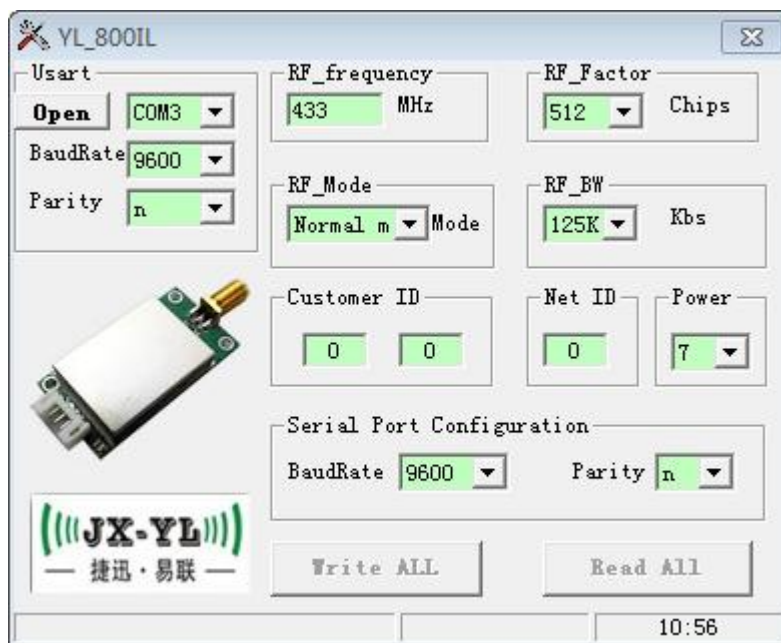 YL_800IL
Usart
Open COM3
BaudRate 9600
Parity n
RF_frequency
433 MHz
RF_Factor
512 Chips
RF_Mode
Normal m Mode
RF_BW
125K Kbs
Customer ID
0 0
Net ID
0
Power
7
Serial Port Configuration
BaudRate 9600 Parity n
JX-YL
捷迅·易联
Write ALL Read All
10:56